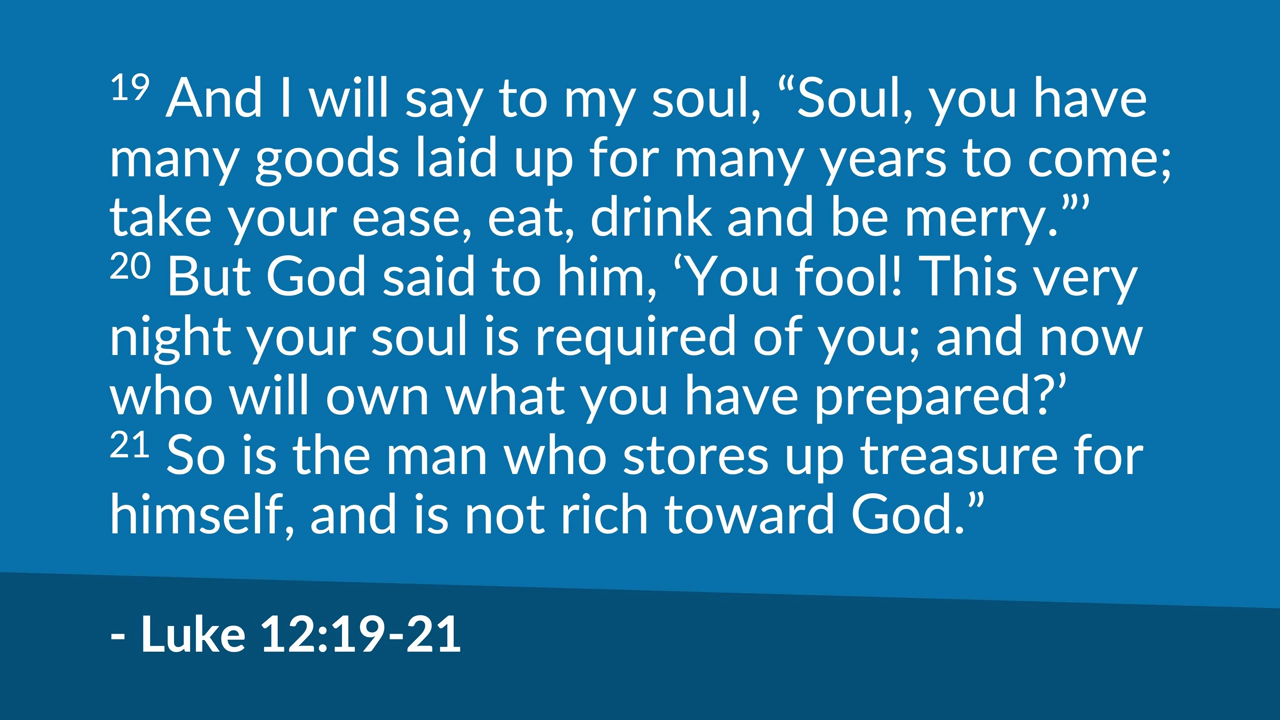 19 And I will say to my soul, “Soul, you have
many goods laid up for many years to come;
take your ease, eat, drink and be merry.”’
20 But God said to him, ‘You fool! This very
night your soul is required of you; and now
who will own what you have prepared?’
21 So is the man who stores up treasure for
himself, and is not rich toward God.”
- Luke 12:19-21